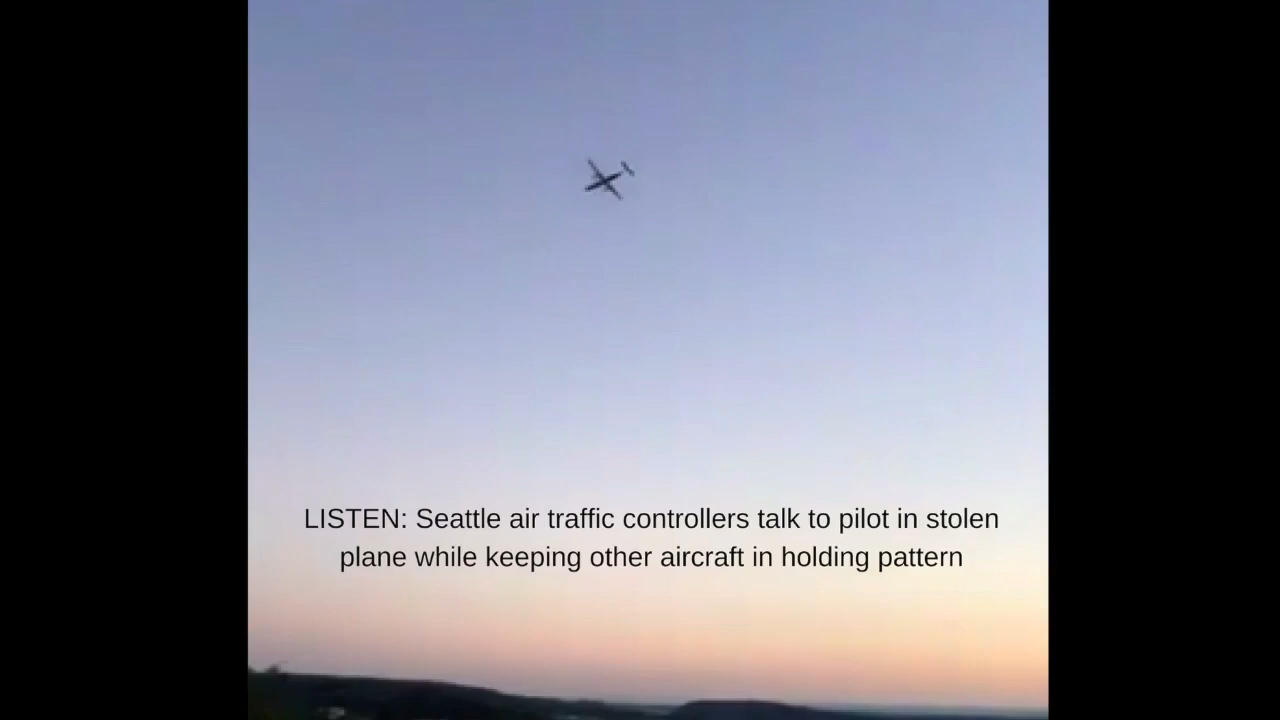 LISTEN: Seattle air traffic controllers talk to pilot in stolen
plane while keeping other aircraft in holding pattern